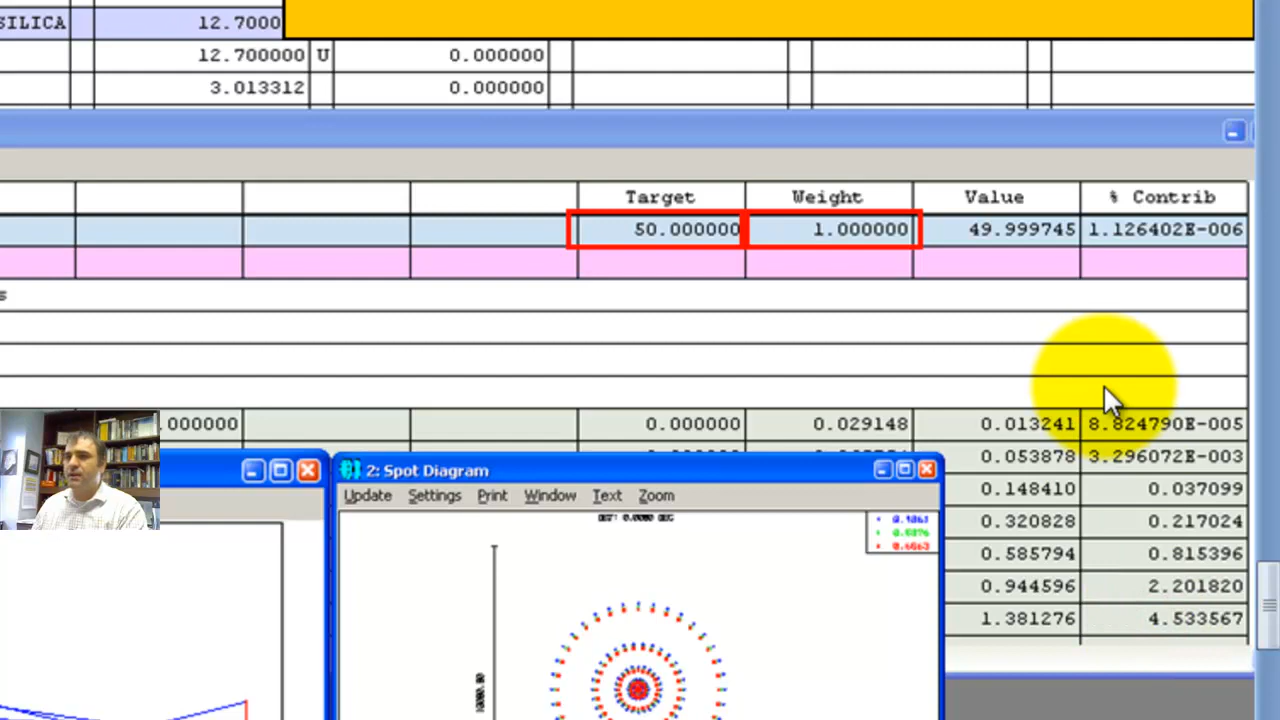 SILICA 12.7000
12.700000 U 0.000000
3.013312 0.000000
Target Weight Value % Contrib
50.000000 1.000000 49.999745 1.126402E-006
s
.000000 0.000000 0.029148 0.013241 8.824790E-005
0.053878 3.296072E-003
2: Spot Diagram
0.148410 0.037099
Update Settings Print Window Text Zoom
0.320828 0.217024
0.585794 0.815396
0.944596 2.201820
1.381276 4.533567